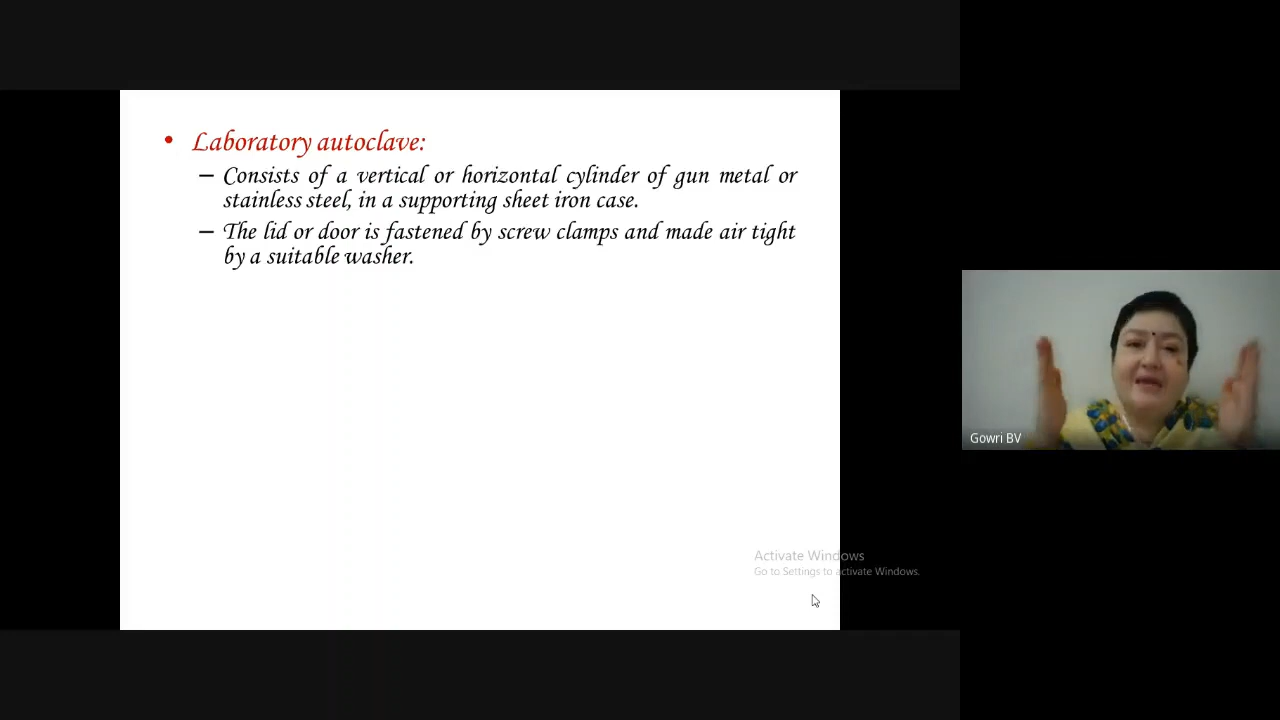 • Laboratory autoclave:
– Consists of a vertical or horizontal cylinder of gun metal or
stainless steel, in a supporting sheet iron case.
– The lid or door is fastened by screw clamps and made air tight
by a suitable washer.
Gowri BV
Activate Windows
Go to Settings to activate Windows.